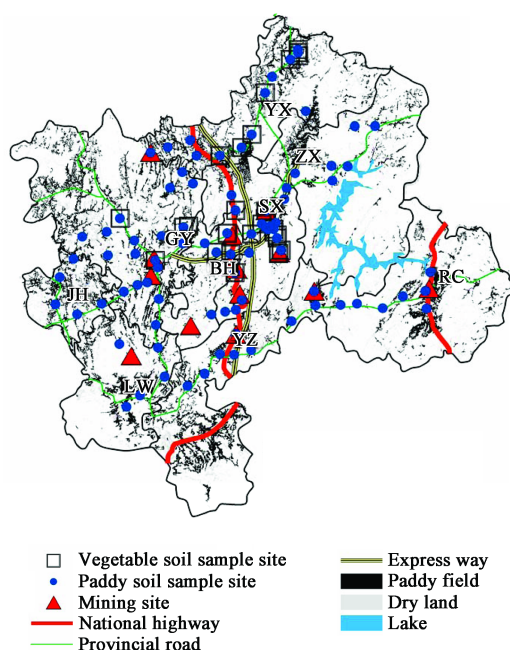 YX
ZX
SX
GY
BH
RC
JH
YZ
LW
Vegetable soil sample site
Paddy soil sample site
Mining site
National highway
Provincial road
Express way
Paddy field
Dry land
Lake